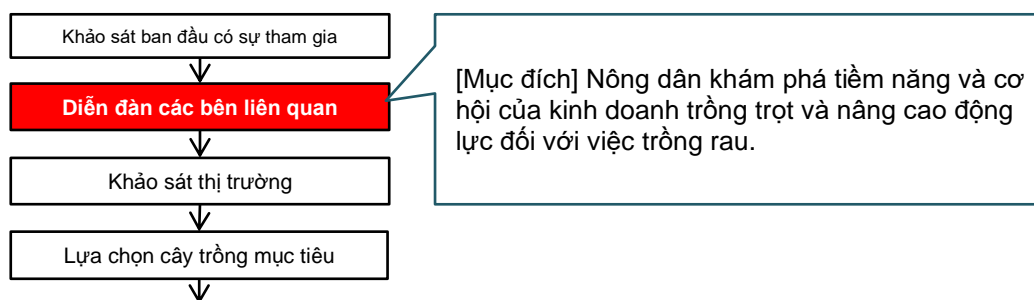 Khảo sát ban đầu có sự tham gia
Diễn đàn các bên liên quan
Khảo sát thị trường
Lựa chọn cây trồng mục tiêu
[Mục đích] Nông dân khám phá tiềm năng và cơ
hội của kinh doanh trồng trọt và nâng cao động
lực đối với việc trồng rau.